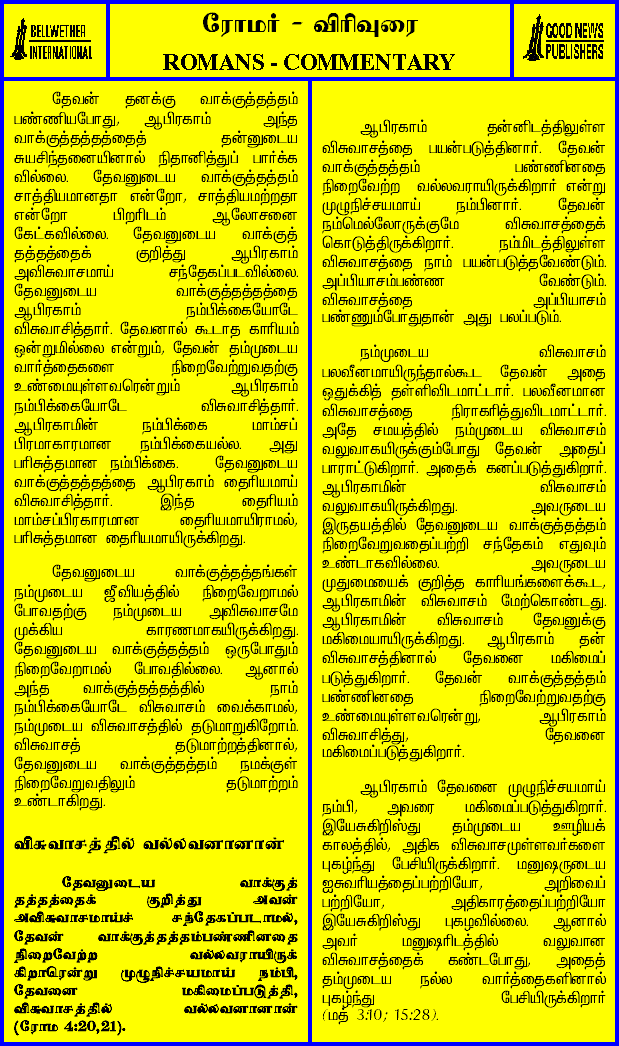 BELLWETHER
INTERNATIONAL
ரோமர் - விரிவுரை
ROMANS - COMMENTARY
GOOD NEWS
PUBLISHERS
தேவன் தனக்கு வாக்குத்தத்தம்
பண்ணியபோது, ஆபிரகாம் அந்த
வாக்குத்தத்தத்தைத் தன்னுடைய
சுயசிந்தனையினால் நிதானித்துப் பார்க்க
வில்லை. தேவனுடைய வாக்குத்தத்தம்
சாத்தியமானதா என்றோ, சாத்தியமற்றதா
என்றோ பிறரிடம் ஆலோசனை
கேட்கவில்லை. தேவனுடைய வாக்குத்
தத்தத்தைக் குறித்து ஆபிரகாம்
அவிசுவாசமாய் சந்தேகப்படவில்லை.
தேவனுடைய வாக்குத்தத்தத்தை
ஆபிரகாம் நம்பிக்கையோடே
விசுவாசித்தார். தேவனால் கூடாத காரியம்
ஒன்றுமில்லை என்றும், தேவன் தம்முடைய
வார்த்தைகளை நிறைவேற்றுவதற்கு
உண்மையுள்ளவரென்றும் ஆபிரகாம்
நம்பிக்கையோடே விசுவாசித்தார்.
ஆபிரகாமின் நம்பிக்கை மாம்சப்
பிரமாகாரமான நம்பிக்கையல்ல. அது
பரிசுத்தமான நம்பிக்கை. தேவனுடைய
வாக்குத்தத்தத்தை ஆபிரகாம் தைரியமாய்
விசுவாசித்தார். இந்த தைரியம்
மாம்சப்பிரகாரமான தைரியமாயிராமல்,
பரிசுத்தமான தைரியமாயிருக்கிறது.
தேவனுடைய வாக்குத்தத்தங்கள்
நம்முடைய ஜீவியத்தில் நிறைவேறாமல்
போவதற்கு நம்முடைய அவிசுவாசமே
முக்கிய காரணமாகயிருக்கிறது.
தேவனுடைய வாக்குத்தத்தம் ஒருபோதும்
நிறைவேறாமல் போவதில்லை. ஆனால்
அந்த வாக்குத்தத்தத்தில் நாம்
நம்பிக்கையோடே விசுவாசம் வைக்காமல்,
நம்முடைய விசுவாசத்தில் தடுமாறுகிறோம்.
விசுவாசத் தடுமாற்றத்தினால்,
தேவனுடைய வாக்குத்தத்தம் நமக்குள்
நிறைவேறுவதிலும் தடுமாற்றம்
உண்டாகிறது.
விசுவாசத்தில் வல்லவனானான்
தேவனுடைய வாக்குத்
தத்தத்தைக் குறித்து அவன்
அவிசுவாசமாய்ச் சந்தேகப்படாமல்,
தேவன் வாக்குத்தத்தம்பண்ணினதை
நிறைவேற்ற வல்லவராயிருக்
கிறாரென்று முழுநிச்சயமாய் நம்பி,
தேவனை மகிமைப்படுத்தி,
விசுவாசத்தில் வல்லவனானான்
(ரோம 4:20,21).
ஆபிரகாம் தன்னிடத்திலுள்ள
விசுவாசத்தை பயன்படுத்தினார். தேவன்
வாக்குத்தத்தம் பண்ணினதை
நிறைவேற்ற வல்லவராயிருக்கிறார் என்று
முழுநிச்சயமாய் நம்பினார். தேவன்
நம்மெல்லோருக்குமே விசுவாசத்தைக்
கொடுத்திருக்கிறார். நம்மிடத்திலுள்ள
விசுவாசத்தை நாம் பயன்படுத்தவேண்டும்.
அப்பியாசம்பண்ண வேண்டும்.
விசுவாசத்தை அப்பியாசம்
பண்ணும்போதுதான் அது பலப்படும்.
நம்முடைய விசுவாசம்
பலவீனமாயிருந்தால்கூட தேவன் அதை
ஒதுக்கித் தள்ளிவிடமாட்டார். பலவீனமான
விசுவாசத்தை நிராகரித்துவிடமாட்டார்.
அதே சமயத்தில் நம்முடைய விசுவாசம்
வலுவாகயிருக்கும்போது தேவன் அதைப்
பாராட்டுகிறார். அதைக் கனப்படுத்துகிறார்.
ஆபிரகாமின் விசுவாசம்
வலுவாகயிருக்கிறது. அவருடைய
இருதயத்தில் தேவனுடைய வாக்குத்தத்தம்
நிறைவேறுவதைப்பற்றி சந்தேகம் எதுவும்
உண்டாகவில்லை. அவருடைய
முதுமையைக் குறித்த காரியங்களைக்கூட,
ஆபிரகாமின் விசுவாசம் மேற்கொண்டது.
ஆபிரகாமின் விசுவாசம் தேவனுக்கு
மகிமையாயிருக்கிறது. ஆபிரகாம் தன்
விசுவாசத்தினால் தேவனை மகிமைப்
படுத்துகிறார். தேவன் வாக்குத்தத்தம்
பண்ணினதை நிறைவேற்றுவதற்கு
உண்மையுள்ளவரென்று, ஆபிரகாம்
விசுவாசித்து, தேவனை
மகிமைப்படுத்துகிறார்.
ஆபிரகாம் தேவனை முழுநிச்சயமாய்
நம்பி, அவரை மகிமைப்படுத்துகிறார்.
இயேசுகிறிஸ்து தம்முடைய ஊழியக்
காலத்தில், அதிக விசுவாசமுள்ளவர்களை
புகழ்ந்து பேசியிருக்கிறார். மனுஷருடைய
ஐசுவரியத்தைப்பற்றியோ, அறிவைப்
பற்றியோ, அதிகாரத்தைப்பற்றியோ
இயேசுகிறிஸ்து புகழவில்லை. ஆனால்
அவர் மனுஷரிடத்தில் வலுவான
விசுவாசத்தைக் கண்டபோது, அதைத்
தம்முடைய நல்ல வார்த்தைகளினால்
புகழ்ந்து பேசியிருக்கிறார்
(மத் 3:10; 15:28).